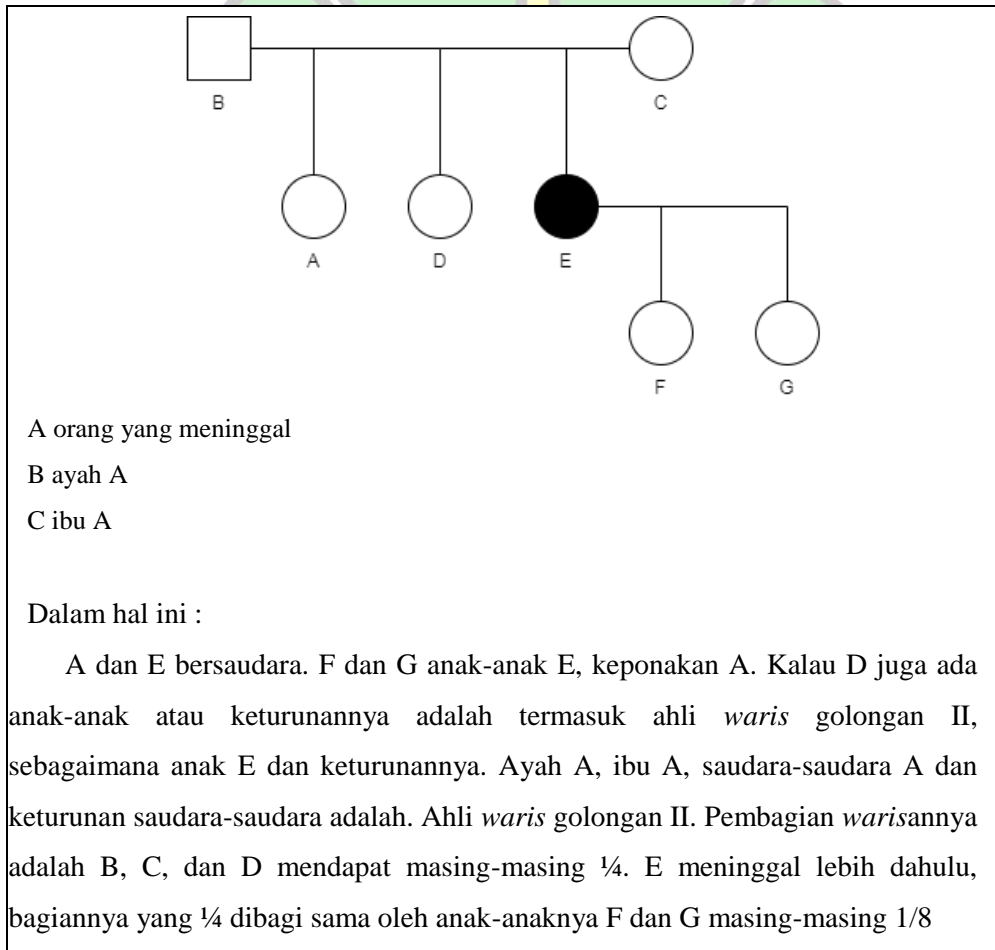 B
C
A
D
E
F
G
A orang yang meninggal
B ayah A
C ibu A
Dalam hal ini :
A dan E bersaudara. F dan G anak-anak E, keponakan A. Kalau D juga ada
anak-anak atau keturunannya adalah termasuk ahli waris golongan II,
sebagaimana anak E dan keturunannya. Ayah A, ibu A, saudara-saudara A dan
keturunan saudara-saudara adalah. Ahli waris golongan II. Pembagian warisannya
adalah B, C, dan D mendapat masing-masing ¼. E meninggal lebih dahulu,
bagiannya yang ¼ dibagi sama oleh anak-anaknya F dan G masing-masing 1/8